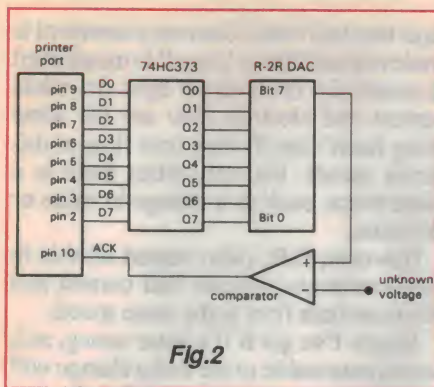 printer
port
74HC373
R-2R DAC
pin 9 D0 Q0 Bit 7
pin 8 D1 Q1
pin 7 D2 Q2
pin 6 D3 Q3
pin 5 D4 Q4
pin 4 D5 Q5
pin 3 D6 Q6
pin 2 D7 Q7 Bit 0
pin 10 ACK
+
−
comparator
unknown
voltage
Fig.2